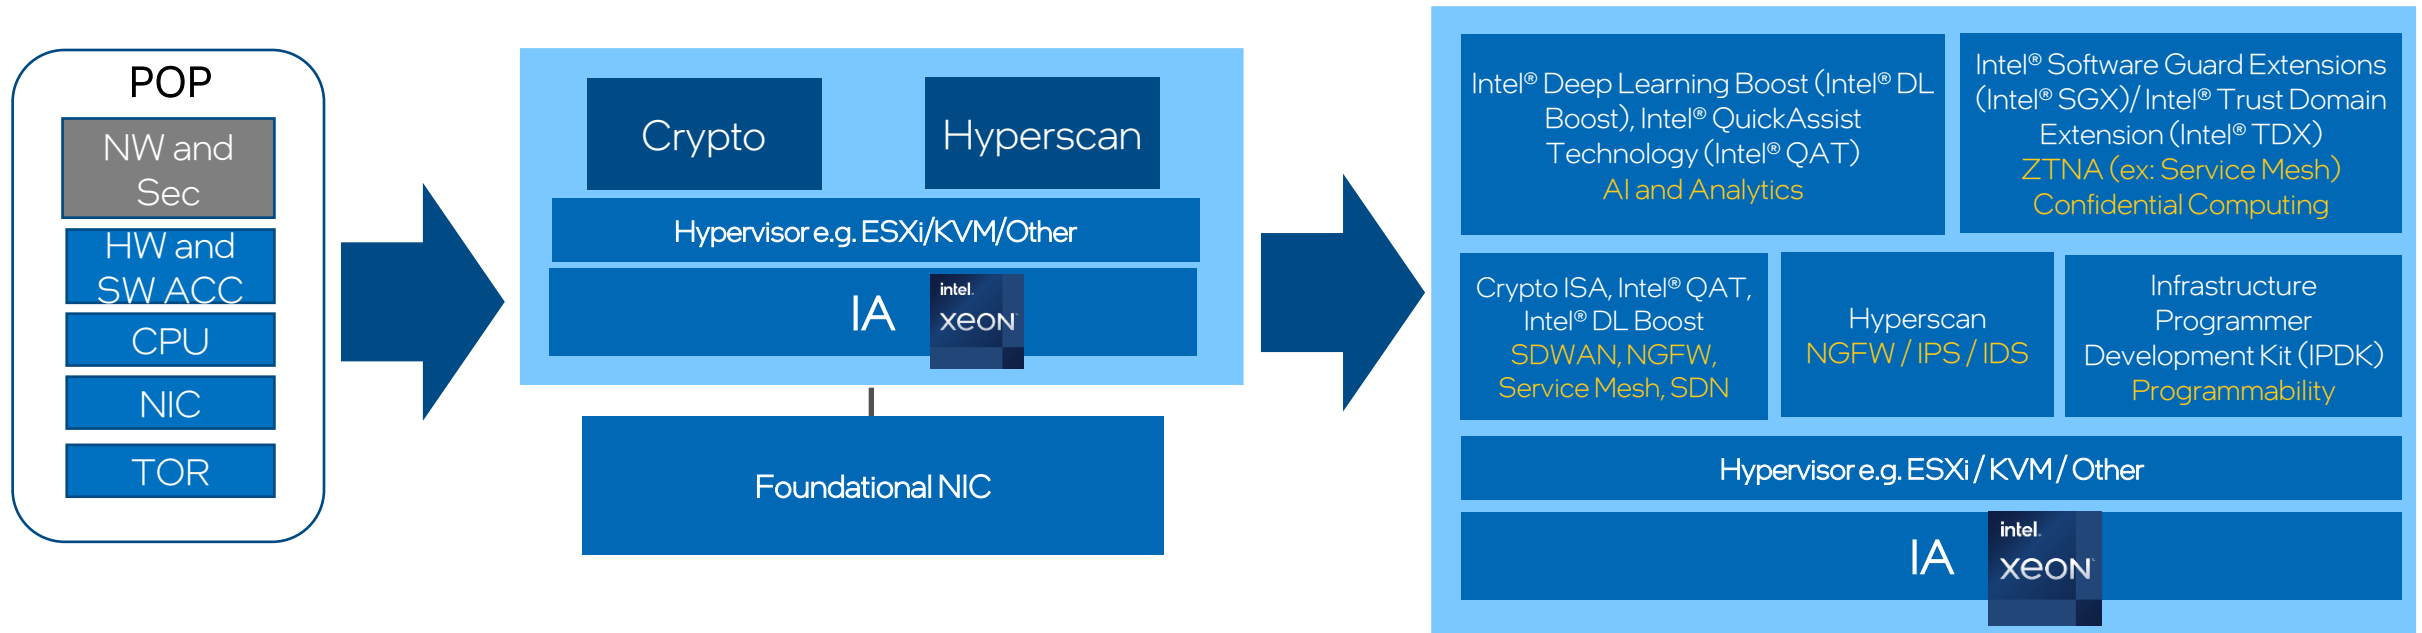 POP
NW and
Sec
HW and
SW ACC
CPU
NIC
TOR
Crypto
Hyperscan
Hypervisor e.g. ESXi/KVM/Other
IA
intel.
xeon
Foundational NIC
Intel® Deep Learning Boost (Intel® DL
Boost), Intel® QuickAssist
Technology (Intel® QAT)
AI and Analytics
Intel® Software Guard Extensions
(Intel® SGX)/ Intel® Trust Domain
Extension (Intel® TDX)
ZTNA (ex: Service Mesh)
Confidential Computing
Crypto ISA, Intel® QAT,
Intel® DL Boost
SDWAN, NGFW,
Service Mesh, SDN
Hyperscan
NGFW / IPS / IDS
Infrastructure
Programmer
Development Kit (IPDK)
Programmability
Hypervisor e.g. ESXi / KVM / Other
IA
intel.
xeon